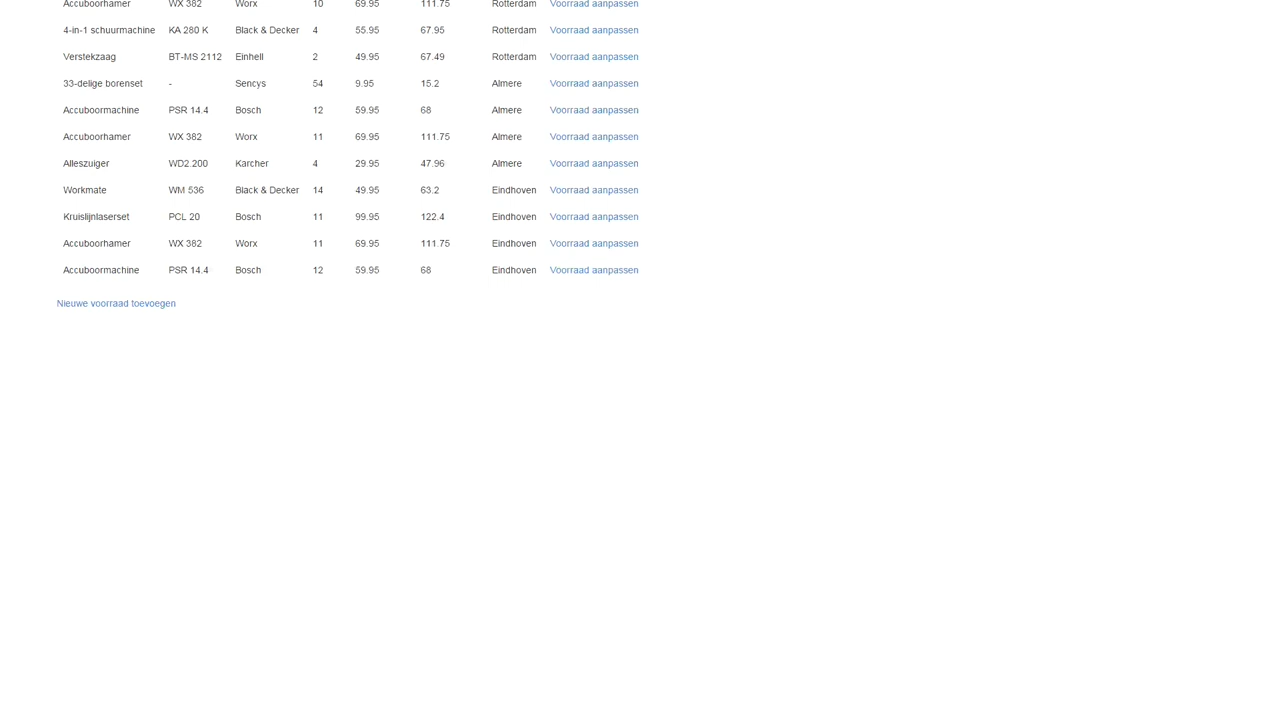 Accuboorhamer WX 382 Worx 10 69.95 111.75 Rotterdam Voorraad aanpassen
4-in-1 schuurmachine KA 280 K Black & Decker 4 55.95 67.95 Rotterdam Voorraad aanpassen
Verstekzaag BT-MS 2112 Einhell 2 49.95 67.49 Rotterdam Voorraad aanpassen
33-delige borenset - Sencys 54 9.95 15.2 Almere Voorraad aanpassen
Accuboormachine PSR 14.4 Bosch 12 59.95 68 Almere Voorraad aanpassen
Accuboorhamer WX 382 Worx 11 69.95 111.75 Almere Voorraad aanpassen
Alleszuiger WD2.200 Karcher 4 29.95 47.96 Almere Voorraad aanpassen
Workmate WM 536 Black & Decker 14 49.95 63.2 Eindhoven Voorraad aanpassen
Kruislijnlaserset PCL 20 Bosch 11 99.95 122.4 Eindhoven Voorraad aanpassen
Accuboorhamer WX 382 Worx 11 69.95 111.75 Eindhoven Voorraad aanpassen
Accuboormachine PSR 14.4 Bosch 12 59.95 68 Eindhoven Voorraad aanpassen
Nieuwe voorraad toevoegen